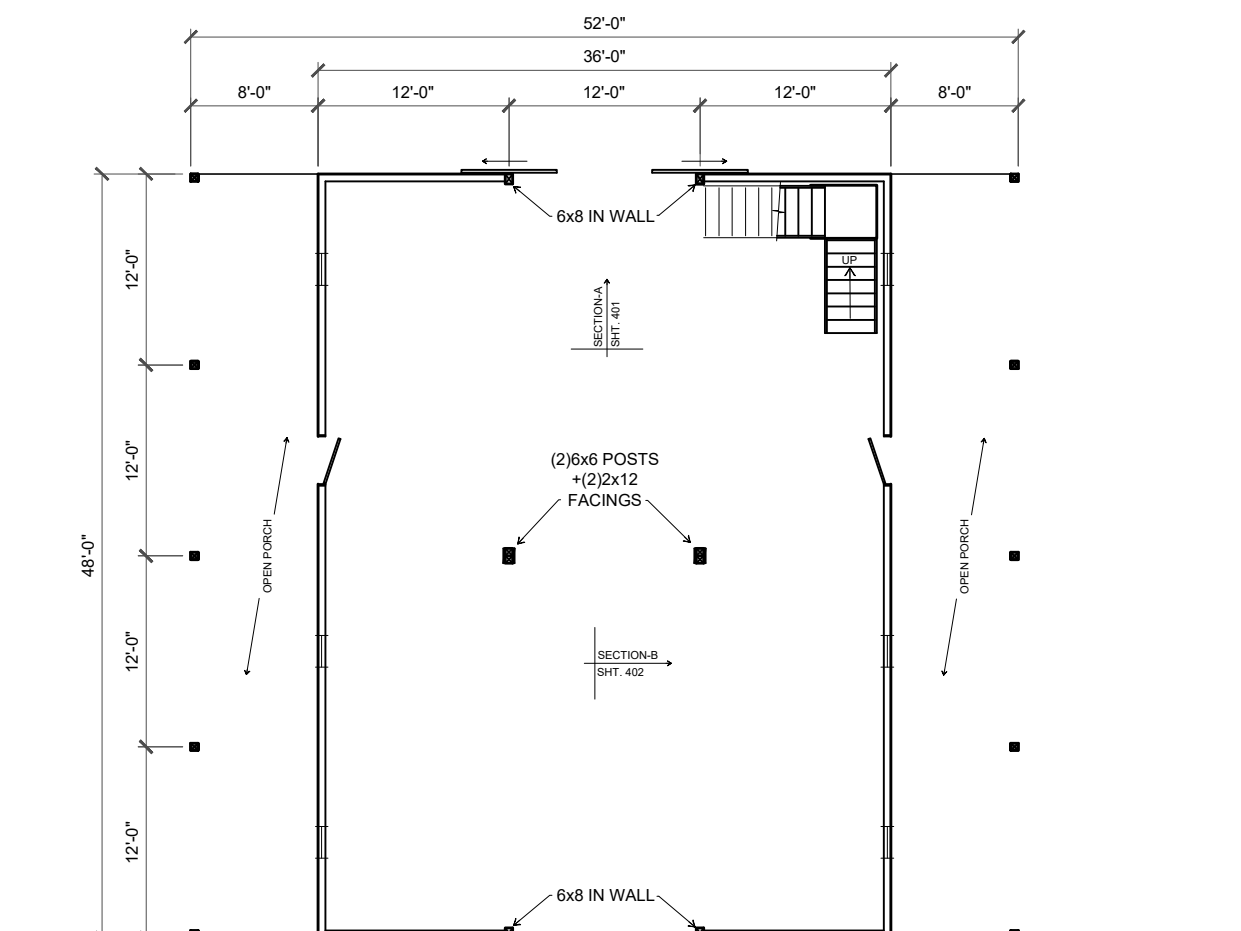 52'-0"
36'-0"
8'-0"
12'-0"
12'-0"
12'-0"
8'-0"
6x8 IN WALL
12'-0"
UP
SECTION-A
SHT. 401
12'-0"
(2)6x6 POSTS
+(2)2x12
FACINGS
48'-0"
OPEN PORCH
OPEN PORCH
12'-0"
SECTION-B
SHT. 402
12'-0"
6x8 IN WALL